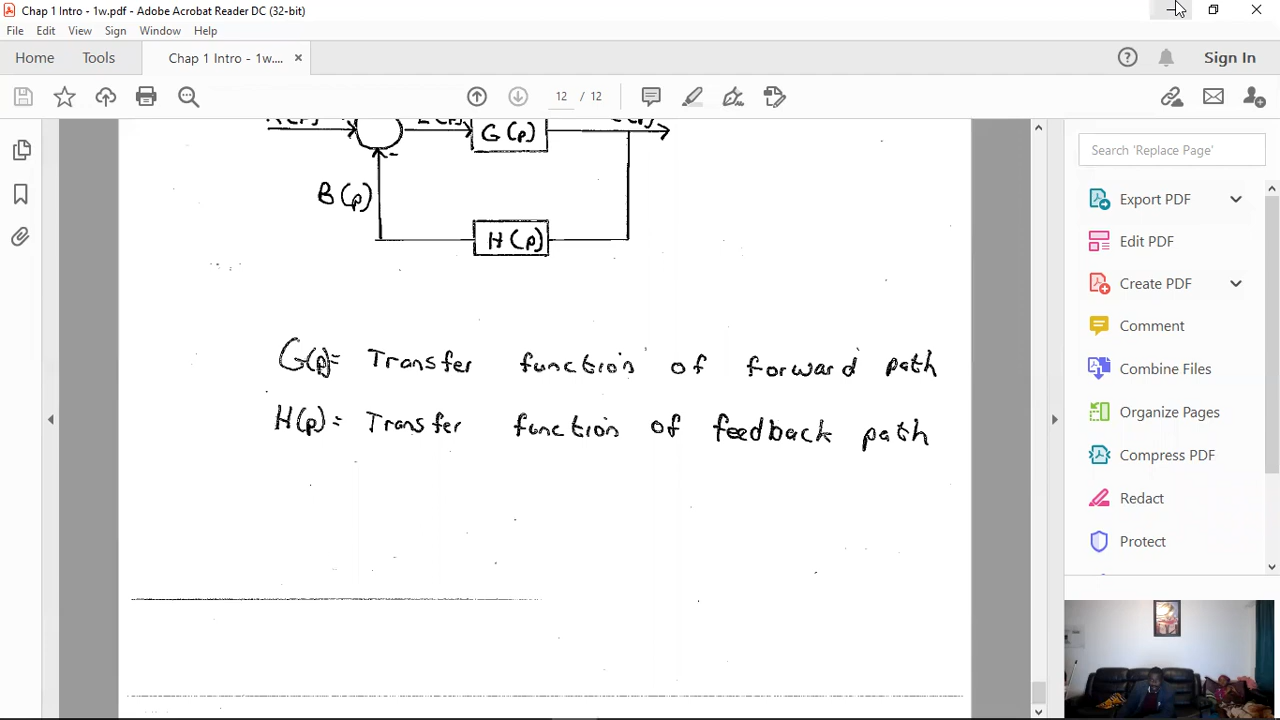 Chap 1 Intro - 1w.pdf - Adobe Acrobat Reader DC (32-bit)
File Edit View Sign Window Help
Home Tools Chap 1 Intro - 1w.... × Sign In
12 / 12
G(p)
B(p)
H(p)
G(p)= Transfer function of forward path
H(p)= Transfer function of feedback path
Search 'Replace Page'
Export PDF
Edit PDF
Create PDF
Comment
Combine Files
Organize Pages
Compress PDF
Redact
Protect